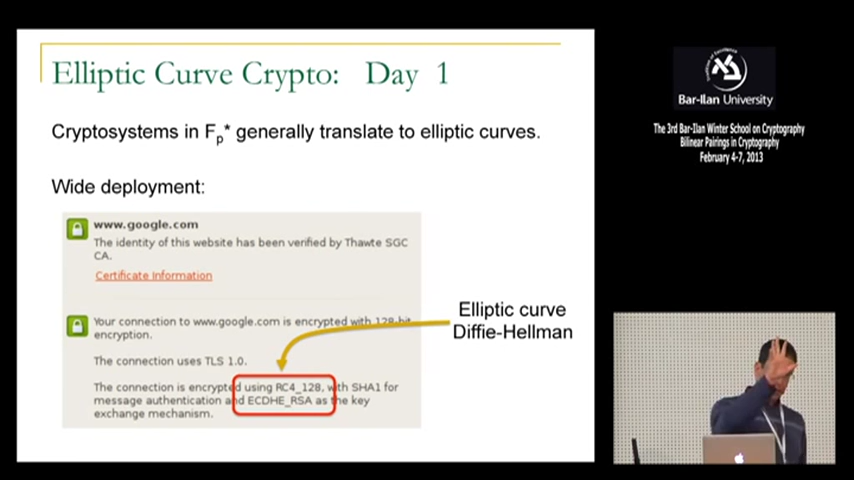 Elliptic Curve Crypto: Day 1
Cryptosystems in Fp* generally translate to elliptic curves.
Wide deployment:
www.google.com
The identity of this website has been verified by Thawte SGC
CA.
Certificate Information
Your connection to www.google.com is encrypted with 128-bit
encryption.
The connection uses TLS 1.0.
The connection is encrypted using RC4_128, with SHA1 for
message authentication and ECDHE_RSA as the key
exchange mechanism.
Elliptic curve
Diffie-Hellman
Bar-Ilan University
The 3rd Bar-Ilan Winter School on Cryptography
Bilinear Pairings in Cryptography
February 4-7, 2013